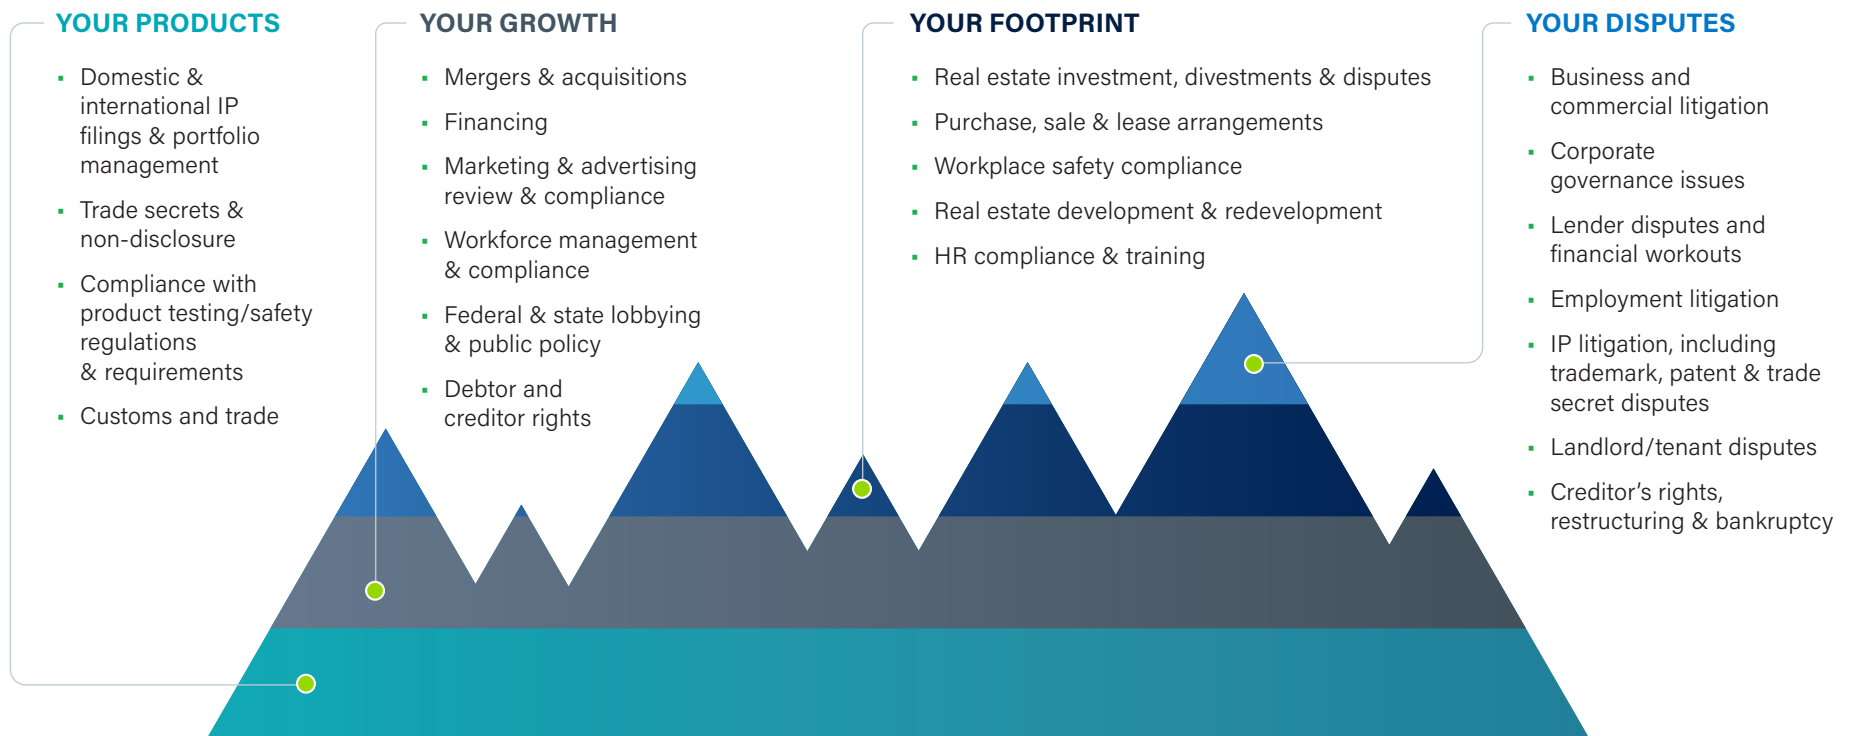 YOUR PRODUCTS
▪ Domestic &
international IP
filings & portfolio
management
▪ Trade secrets &
non-disclosure
▪ Compliance with
product testing/safety
regulations
& requirements
▪ Customs and trade
YOUR GROWTH
▪ Mergers & acquisitions
▪ Financing
▪ Marketing & advertising
review & compliance
▪ Workforce management
& compliance
▪ Federal & state lobbying
& public policy
▪ Debtor and
creditor rights
YOUR FOOTPRINT
▪ Real estate investment, divestments & disputes
▪ Purchase, sale & lease arrangements
▪ Workplace safety compliance
▪ Real estate development & redevelopment
▪ HR compliance & training
YOUR DISPUTES
▪ Business and
commercial litigation
▪ Corporate
governance issues
▪ Lender disputes and
financial workouts
▪ Employment litigation
▪ IP litigation, including
trademark, patent & trade
secret disputes
▪ Landlord/tenant disputes
▪ Creditor’s rights,
restructuring & bankruptcy